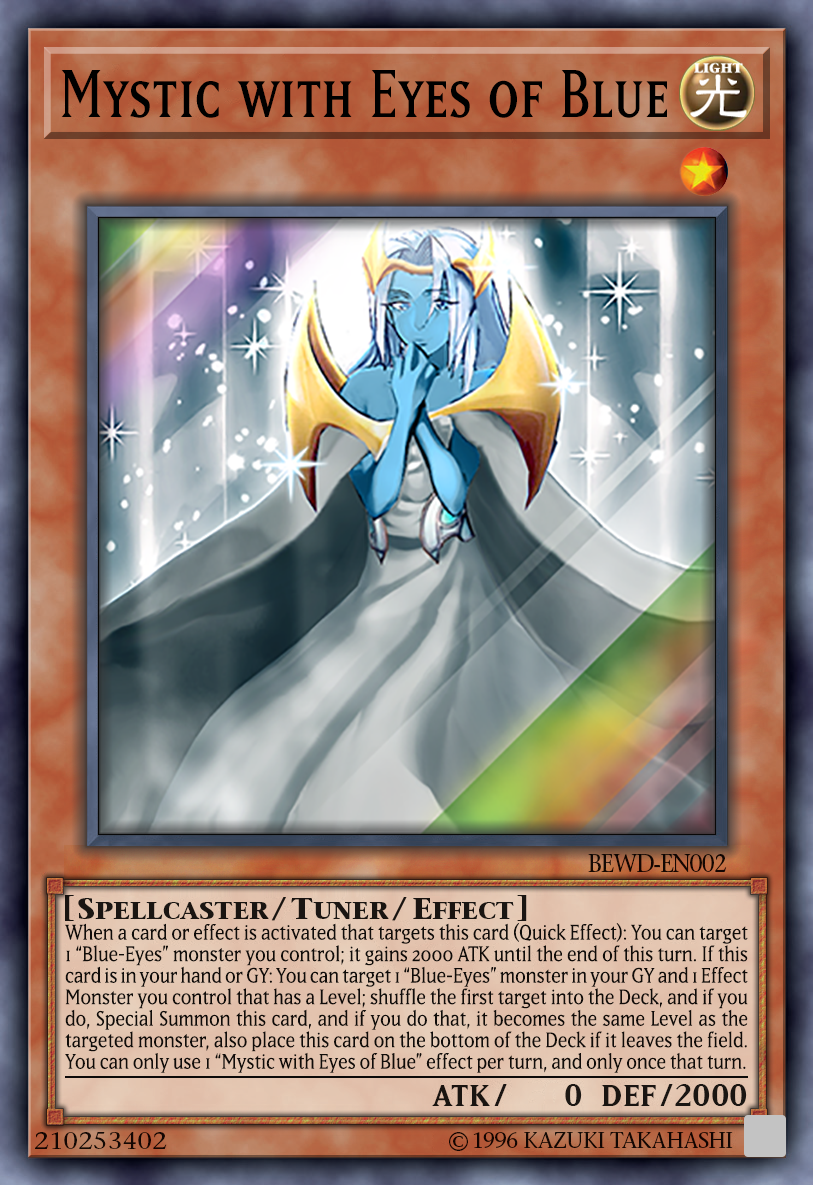 Mystic with Eyes of Blue
LIGHT
光
BEWD-EN002
[Spellcaster/Tuner/Effect]
When a card or effect is activated that targets this card (Quick Effect): You can target
1 “Blue-Eyes” monster you control; it gains 2000 ATK until the end of this turn. If this
card is in your hand or GY: You can target 1 “Blue-Eyes” monster in your GY and 1 Effect
Monster you control that has a Level; shuffle the first target into the Deck, and if you
do, Special Summon this card, and if you do that, it becomes the same Level as the
targeted monster, also place this card on the bottom of the Deck if it leaves the field.
You can only use 1 “Mystic with Eyes of Blue” effect per turn, and only once that turn.
ATK/ 0 DEF/2000
210253402 © 1996 KAZUKI TAKAHASHI